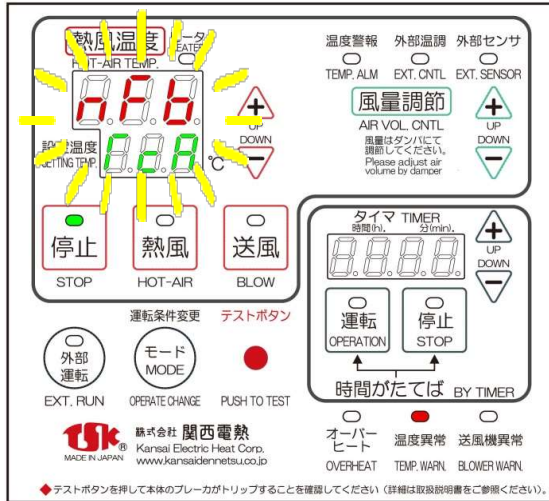 熱風温度
HOT-AIR TEMP.
nFb
設定温度
SETTING TEMP.
CcA
℃
UP
DOWN
停止
STOP
熱風
HOT-AIR
送風
BLOW
温度警報 外部温調 外部センサ
TEMP. ALM EXT. CNTL EXT. SENSOR
風量調節
AIR VOL. CNTL
風量はダンパにて
調節してください。
Please adjust air
volume by damper
UP
DOWN
タイマ TIMER
時間(h). 分(min).
8.8.8.8.
UP
DOWN
運転
OPERATION
停止
STOP
時間がたてば BY TIMER
外部
運転
EXT. RUN
運転条件変更
モード
MODE
OPERATE CHANGE
テストボタン
PUSH TO TEST
オーバー
ヒート
OVERHEAT
温度異常
TEMP. WARN.
送風機異常
BLOWER WARN.
TSK
MADE IN JAPAN
株式会社 関西電熱
Kansai Electric Heat Corp.
www.kansaidennetsu.co.jp
◆テストボタンを押して本体のブレーカがトリップすることを確認してください（詳細は取扱説明書をご参照ください）。